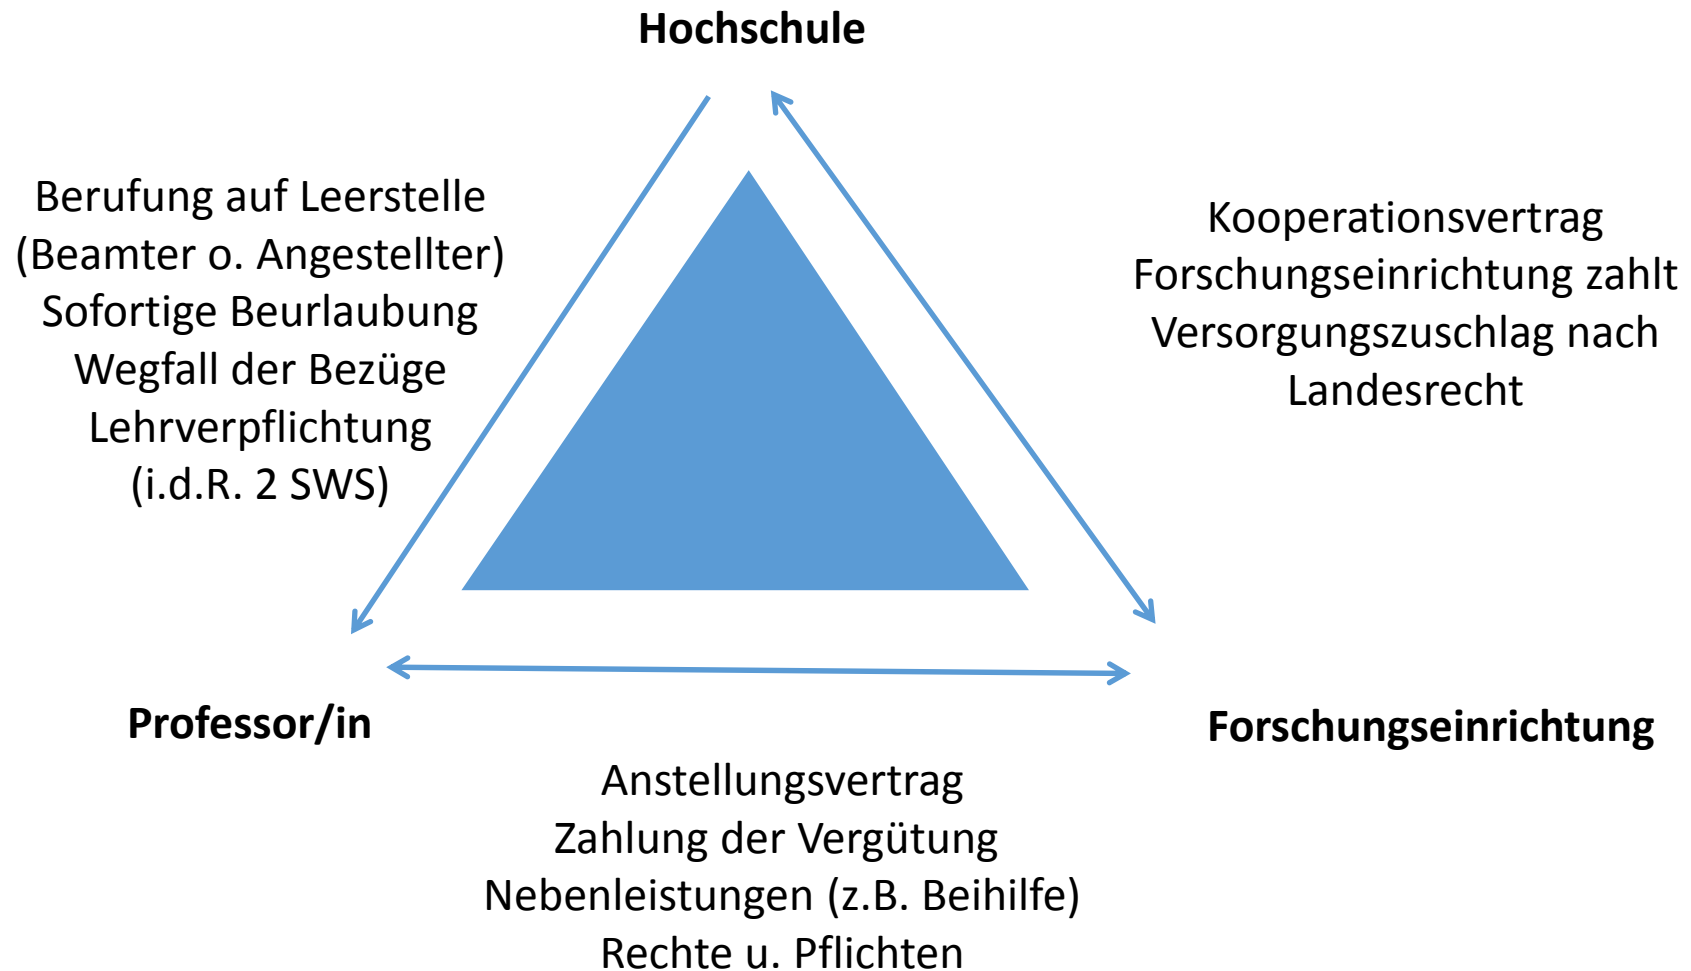 Hochschule
Berufung auf Leerstelle
(Beamter o. Angestellter)
Sofortige Beurlaubung
Wegfall der Bezüge
Lehrverpflichtung
(i.d.R. 2 SWS)
Kooperationsvertrag
Forschungseinrichtung zahlt
Versorgungszuschlag nach
Landesrecht
Professor/in
Forschungseinrichtung
Anstellungsvertrag
Zahlung der Vergütung
Nebenleistungen (z.B. Beihilfe)
Rechte u. Pflichten